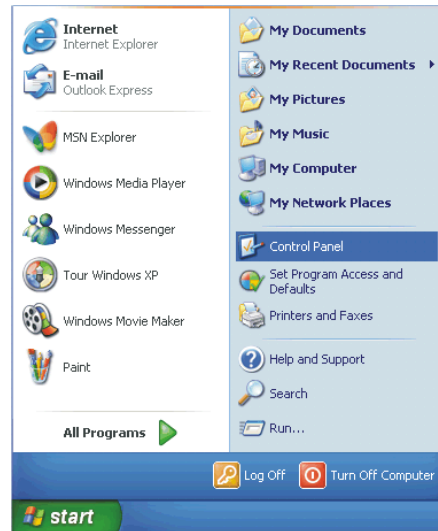 Internet
Internet Explorer
E-mail
Outlook Express
MSN Explorer
Windows Media Player
Windows Messenger
Tour Windows XP
Windows Movie Maker
Paint
All Programs
My Documents
My Recent Documents
My Pictures
My Music
My Computer
My Network Places
Control Panel
Set Program Access and
Defaults
Printers and Faxes
Help and Support
Search
Run...
Log Off
Turn Off Computer
start